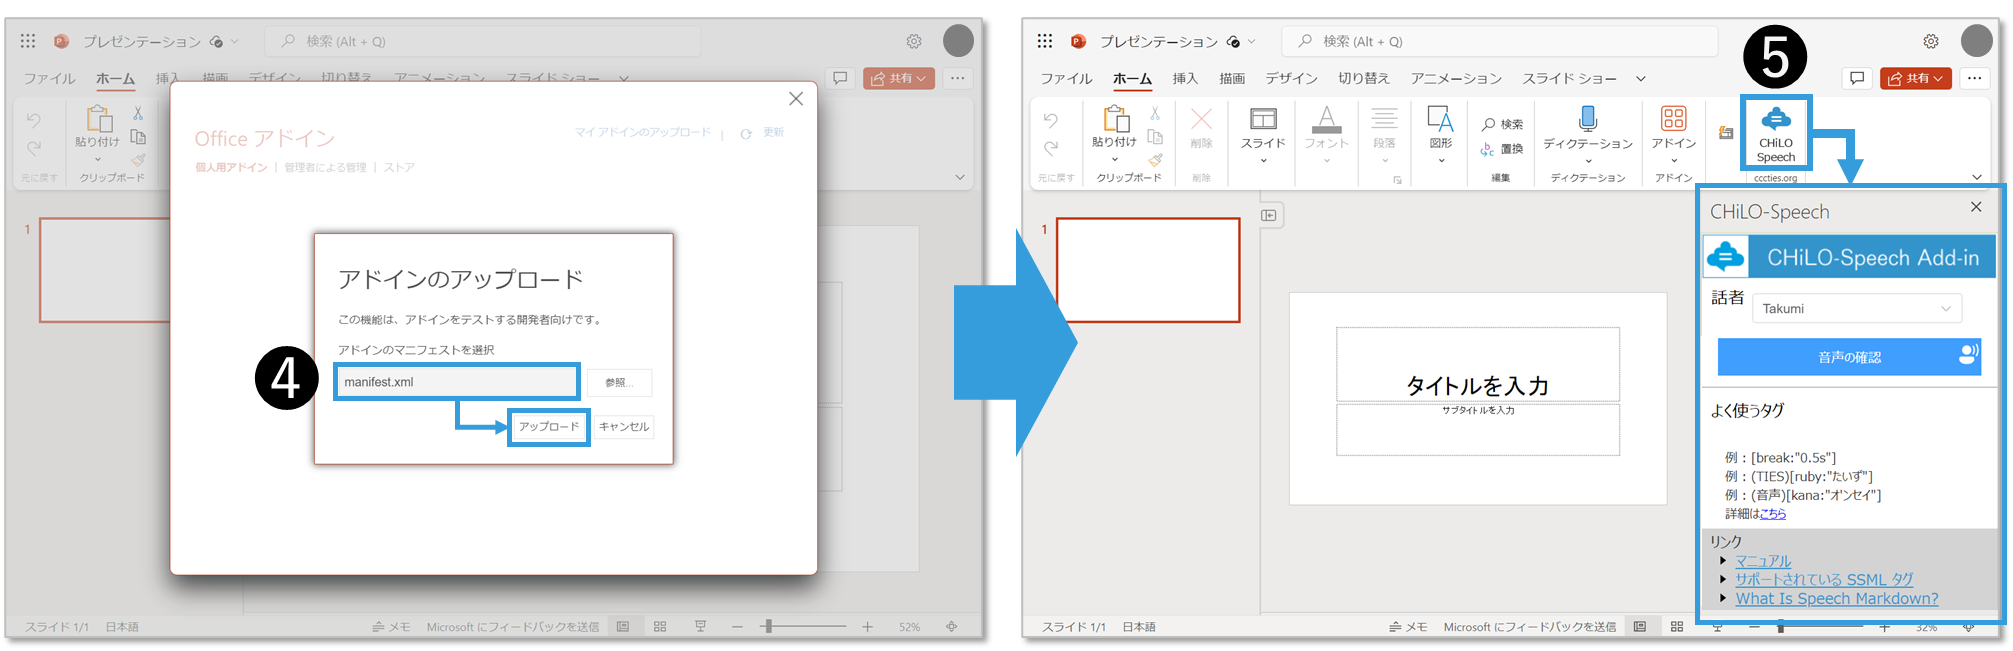 プレゼンテーション
検索 (Alt + Q)
ファイル ホーム 挿入 描画 デザイン 切り替え アニメーション スライド ショー
共有
元に戻す
貼り付け
クリップボード
Office アドイン
マイ アドインのアップロード | 更新
個人用アドイン | 管理者による管理 | ストア
1
アドインのアップロード
この機能は、アドインをテストする開発者向けです。
アドインのマニフェストを選択
4
manifest.xml
参照...
アップロード
キャンセル
スライド 1/1 日本語
メモ Microsoft にフィードバックを送信
52%
プレゼンテーション
検索 (Alt + Q)
5
ファイル ホーム 挿入 描画 デザイン 切り替え アニメーション スライド ショー
共有
貼り付け
削除
スライド
フォント
段落
図形
検索
置換
ディクテーション
アドイン
CHiLO
Speech
元に戻す クリップボード 削除 編集 ディクテーション アドイン cccties.org
1
タイトルを入力
サブタイトルを入力
CHiLO-Speech
CHiLO-Speech Add-in
話者
Takumi
音声の確認
よく使うタグ
例：[break:"0.5s"]
例：(TIES)[ruby:"たいず"]
例：(音声)[kana:"オンセイ"]
詳細はこちら
リンク
マニュアル
サポートされている SSML タグ
What Is Speech Markdown?
スライド 1/1 日本語
メモ Microsoft にフィードバックを送信
32%